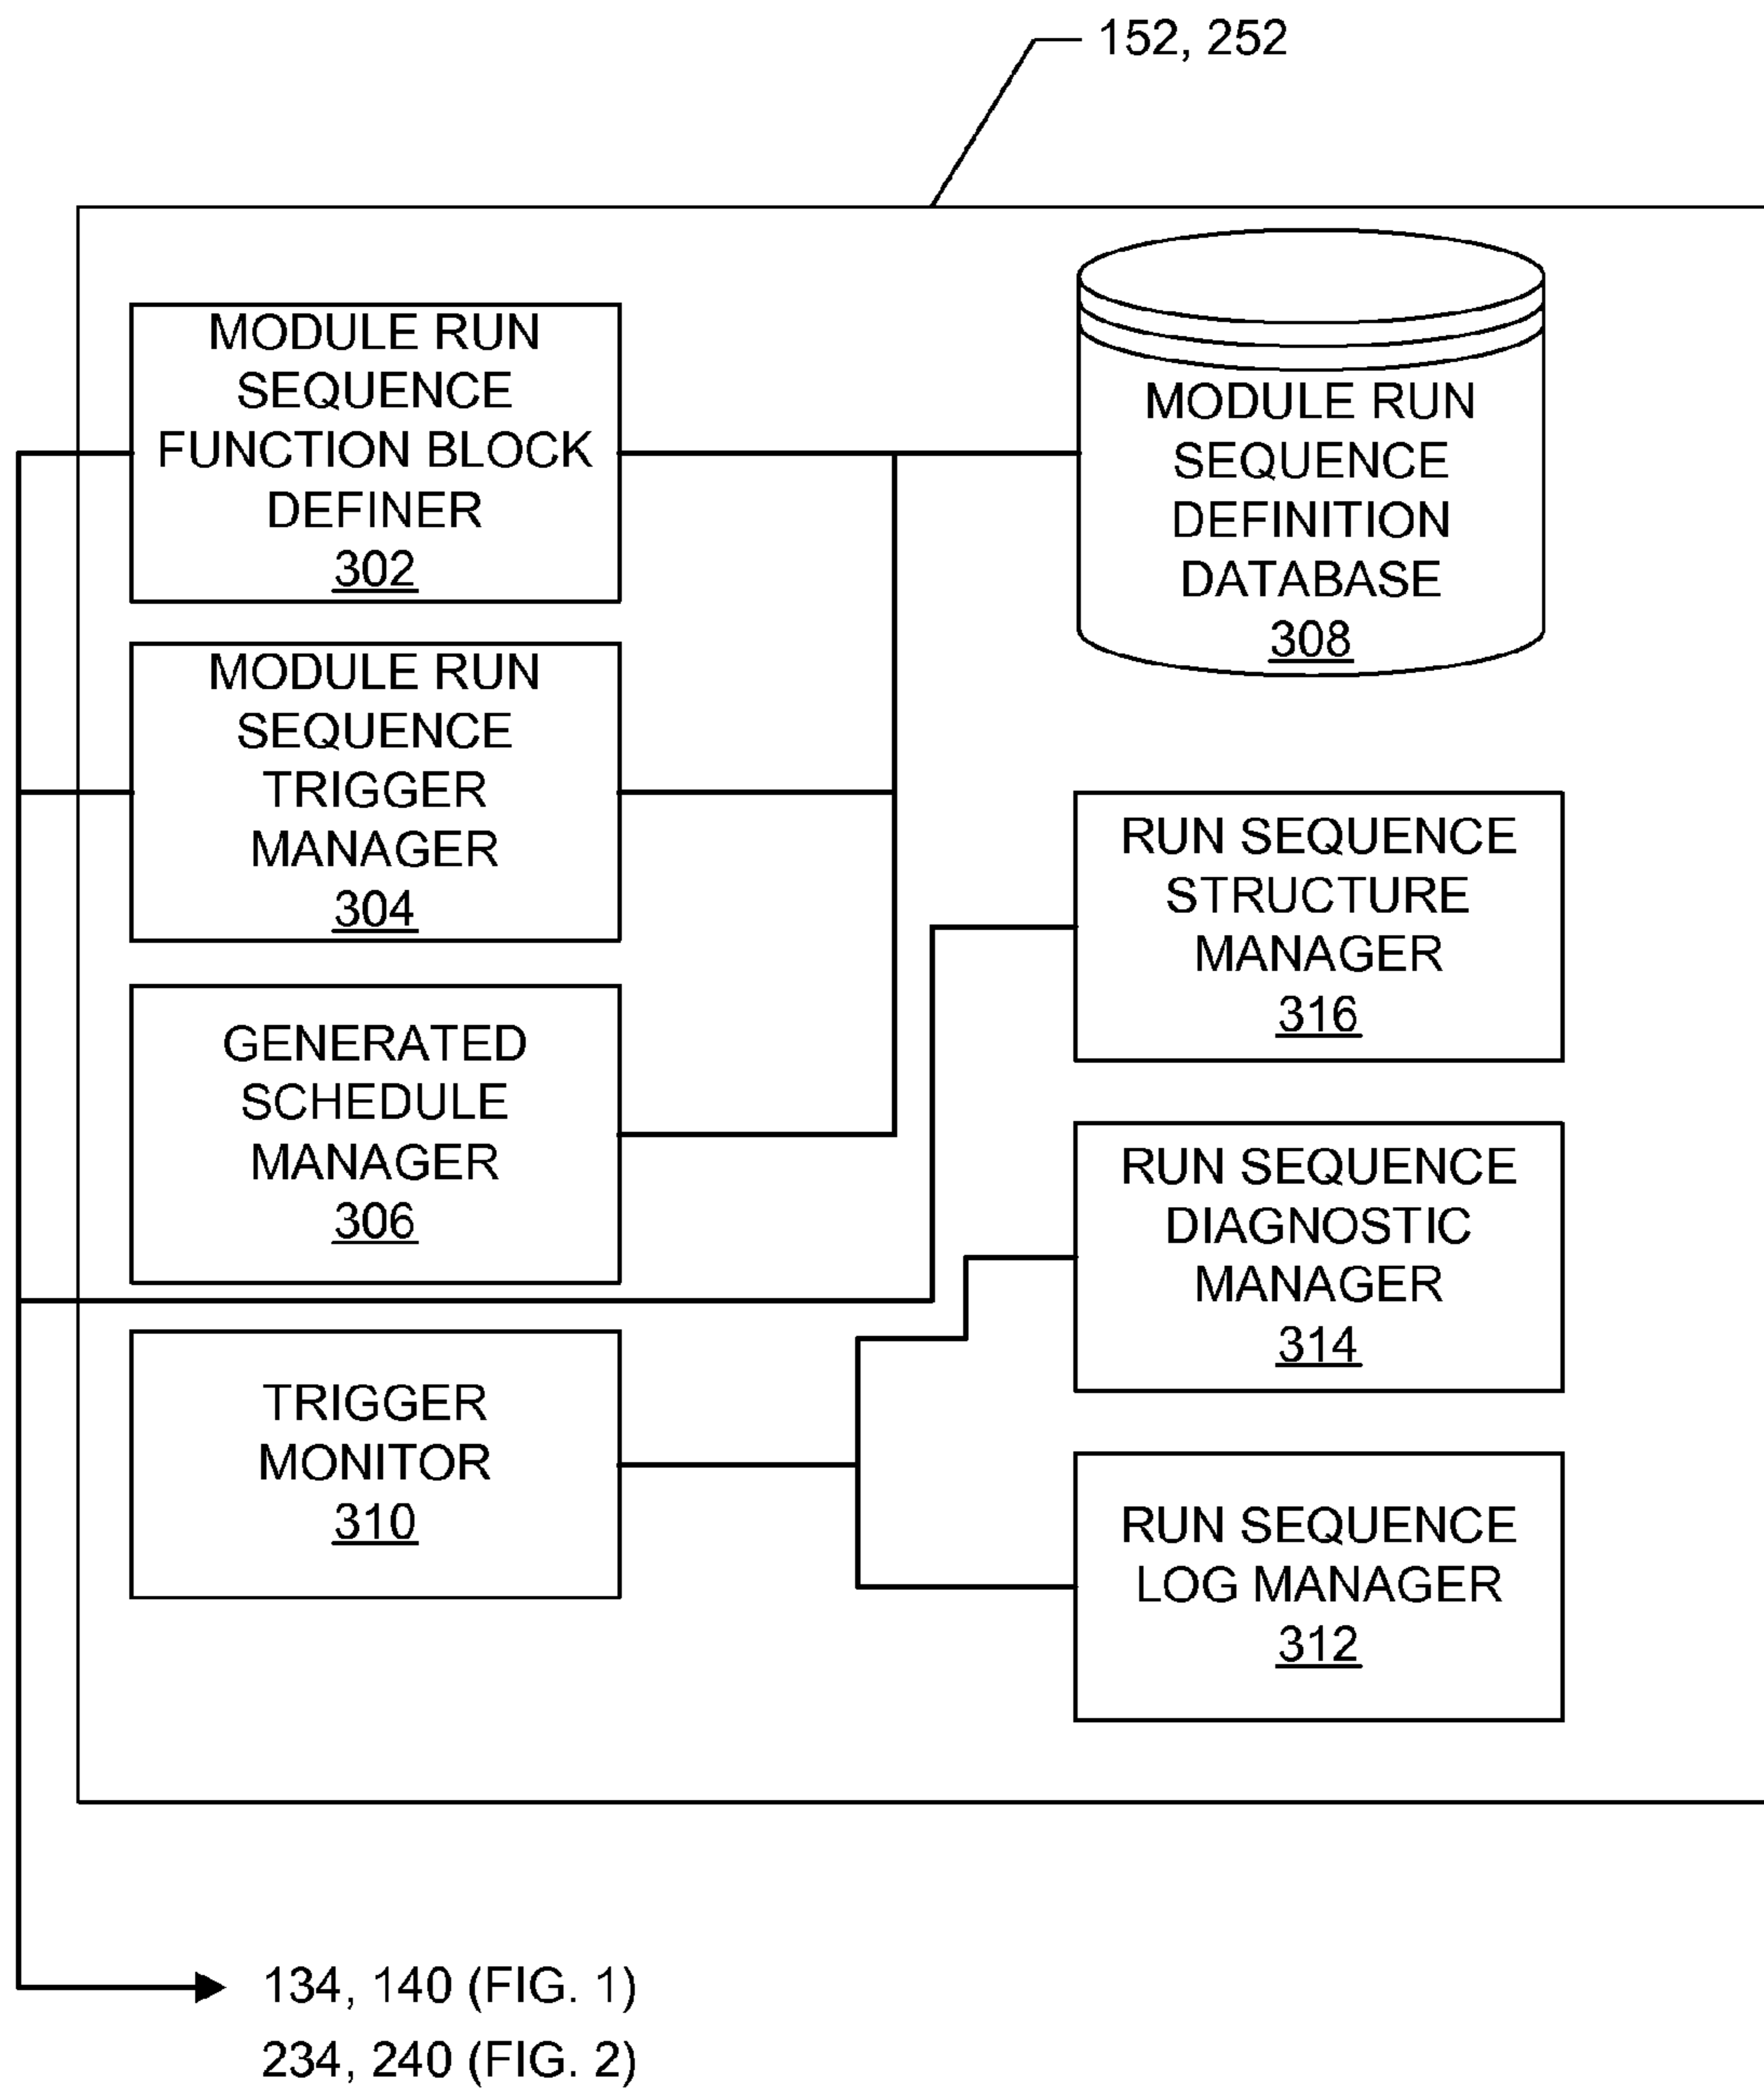 152, 252
MODULE RUN
SEQUENCE
FUNCTION BLOCK
DEFINER
302
MODULE RUN
SEQUENCE
DEFINITION
DATABASE
308
MODULE RUN
SEQUENCE
TRIGGER
MANAGER
304
RUN SEQUENCE
STRUCTURE
MANAGER
316
GENERATED
SCHEDULE
MANAGER
306
RUN SEQUENCE
DIAGNOSTIC
MANAGER
314
TRIGGER
MONITOR
310
RUN SEQUENCE
LOG MANAGER
312
134, 140 (FIG. 1)
234, 240 (FIG. 2)